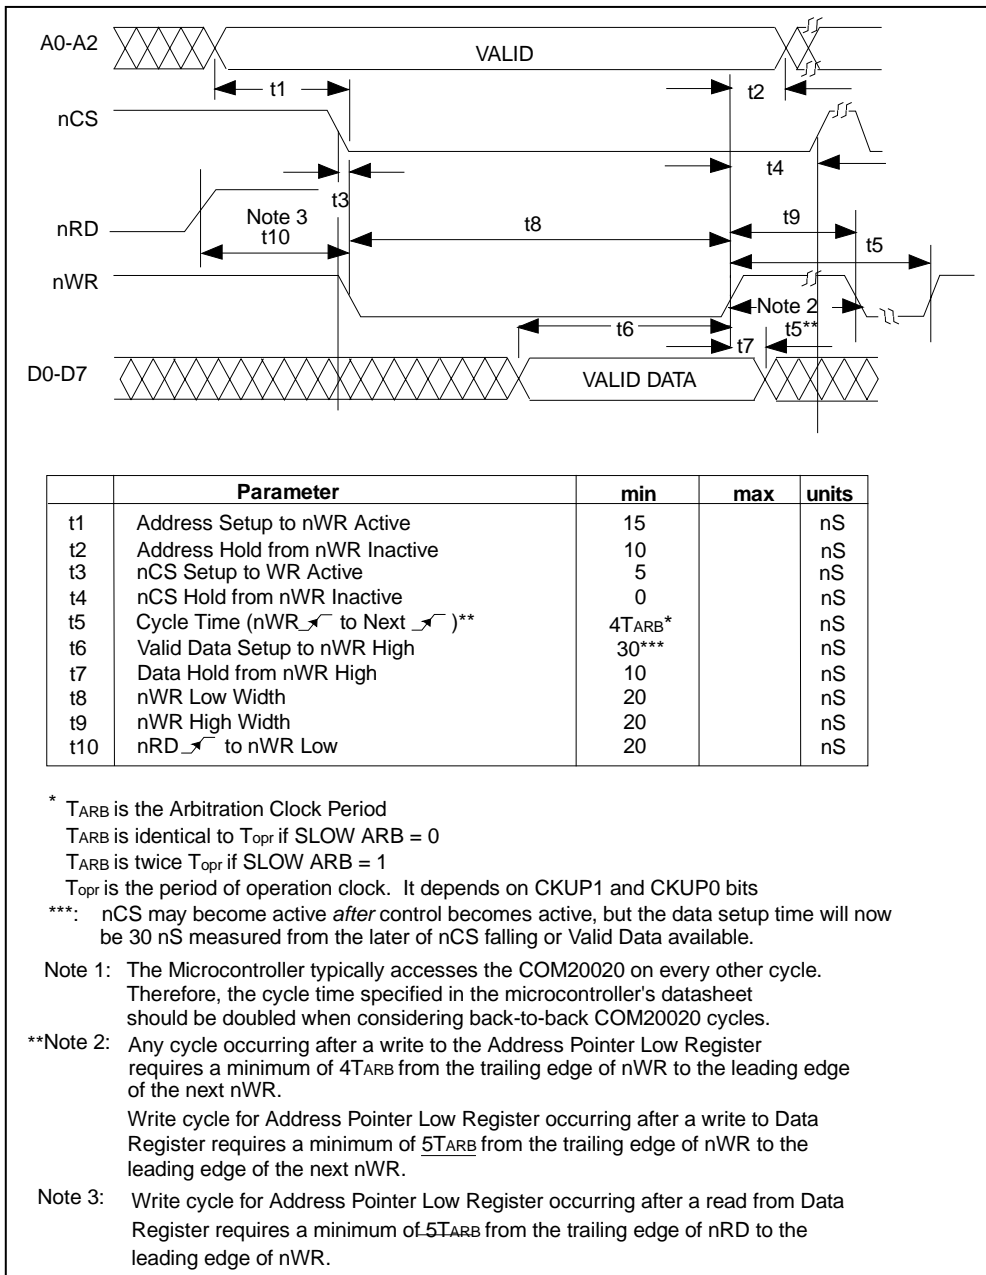 A0-A2
VALID
t1
t2
nCS
t4
t3
nRD
Note 3
t10
t8
t9
t5
nWR
Note 2
t5**
t6
t7
D0-D7
VALID DATA
Parameter min max units
t1 Address Setup to nWR Active 15 nS
t2 Address Hold from nWR Inactive 10 nS
t3 nCS Setup to WR Active 5 nS
t4 nCS Hold from nWR Inactive 0 nS
t5 Cycle Time (nWR to Next )** 4TARB* nS
t6 Valid Data Setup to nWR High 30*** nS
t7 Data Hold from nWR High 10 nS
t8 nWR Low Width 20 nS
t9 nWR High Width 20 nS
t10 nRD to nWR Low 20 nS
* TARB is the Arbitration Clock Period
TARB is identical to Topr if SLOW ARB = 0
TARB is twice Topr if SLOW ARB = 1
Topr is the period of operation clock. It depends on CKUP1 and CKUP0 bits
***: nCS may become active after control becomes active, but the data setup time will now
be 30 nS measured from the later of nCS falling or Valid Data available.
Note 1: The Microcontroller typically accesses the COM20020 on every other cycle.
Therefore, the cycle time specified in the microcontroller's datasheet
should be doubled when considering back-to-back COM20020 cycles.
**Note 2: Any cycle occurring after a write to the Address Pointer Low Register
requires a minimum of 4TARB from the trailing edge of nWR to the leading edge
of the next nWR.
Write cycle for Address Pointer Low Register occurring after a write to Data
Register requires a minimum of 5TARB from the trailing edge of nWR to the
leading edge of the next nWR.
Note 3: Write cycle for Address Pointer Low Register occurring after a read from Data
Register requires a minimum of 5TARB from the trailing edge of nRD to the
leading edge of nWR.